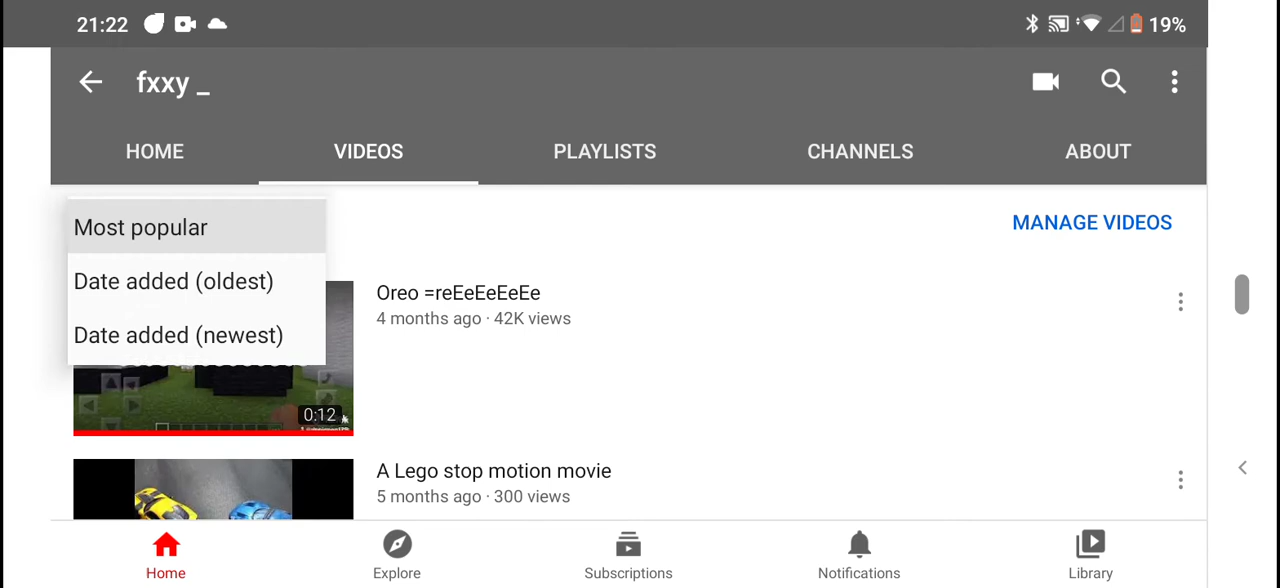 21:22
19%
fxxy _
HOME
VIDEOS
PLAYLISTS
CHANNELS
ABOUT
Most popular
Date added (oldest)
Date added (newest)
MANAGE VIDEOS
Oreo =reEeEeEeEe
4 months ago · 42K views
0:12
A Lego stop motion movie
5 months ago · 300 views
Home
Explore
Subscriptions
Notifications
Library